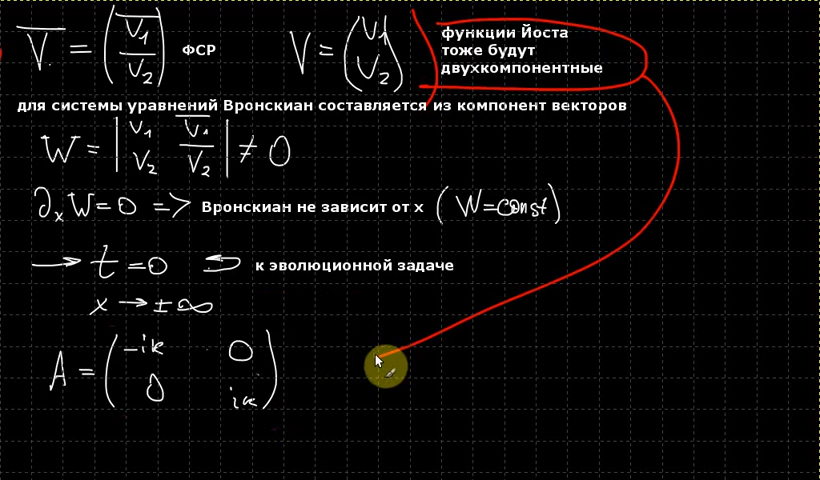 V̅ = (V̅₁ V̅₂) ФСР V = (V₁ V₂)
функции Йоста
тоже будут
двухкомпонентные
для системы уравнений Вронскиан составляется из компонент векторов
W = | V₁ V̅₁ V₂ V̅₂ | ≠ 0
∂ₓ W = 0 => Вронскиан не зависит от x (W = const)
→ t = 0 к эволюционной задаче
x → ± ∞
A = (−ik 0 0 ik)